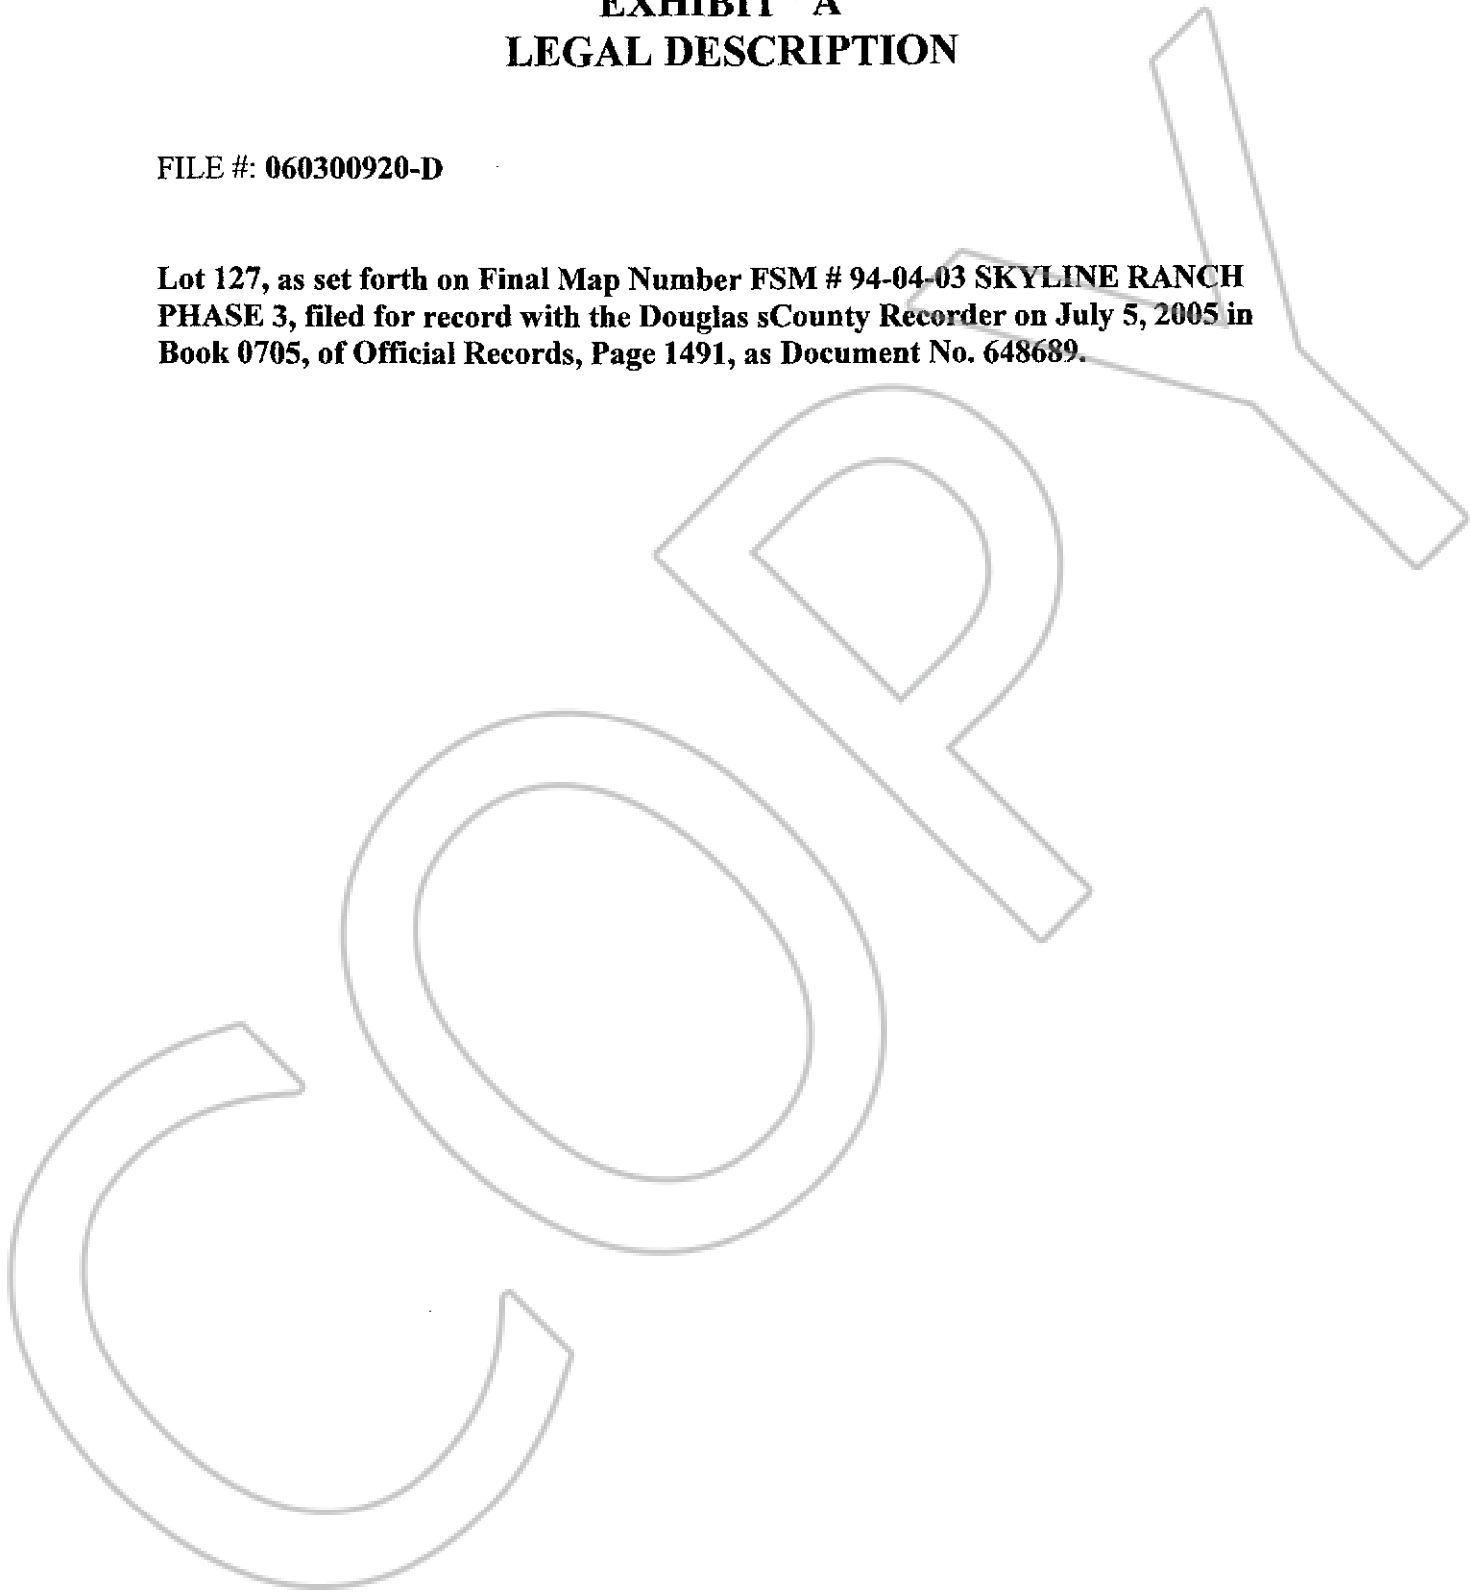 EXHIBIT "A"
LEGAL DESCRIPTION
FILE #: 060300920-D
Lot 127, as set forth on Final Map Number FSM # 94-04-03 SKYLINE RANCH
PHASE 3, filed for record with the Douglas sCounty Recorder on July 5, 2005 in
Book 0705, of Official Records, Page 1491, as Document No. 648689.
COPY